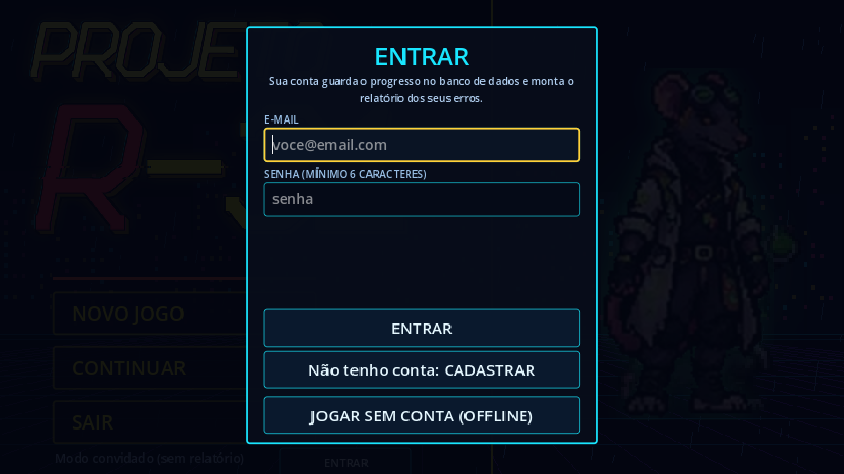 PROJE
ENTRAR
Sua conta guarda o progresso no banco de dados e monta o
relatório dos seus erros.
E-MAIL
voce@email.com
SENHA (MÍNIMO 6 CARACTERES)
senha
ENTRAR
Não tenho conta: CADASTRAR
JOGAR SEM CONTA (OFFLINE)
R-
NOVO JOGO
CONTINUAR
SAIR
Modo convidado (sem relatório)
ENTRAR